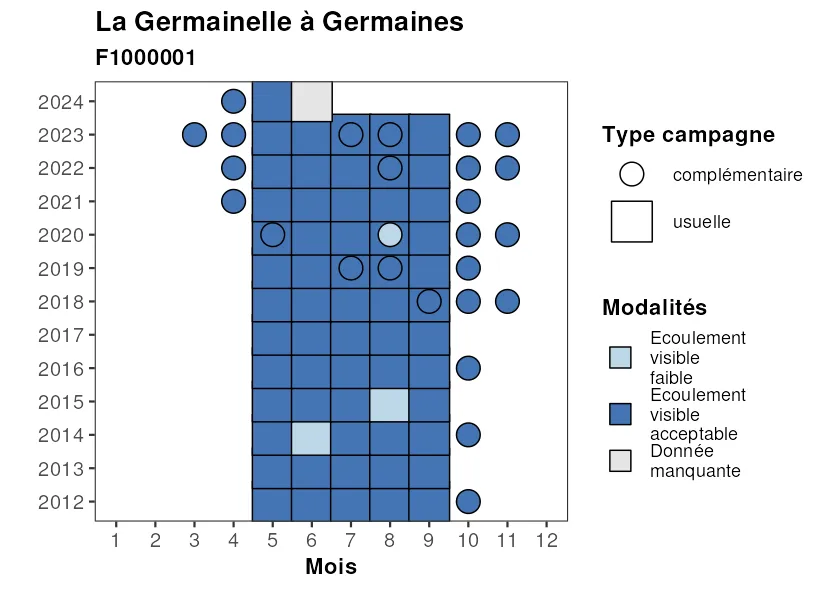 La Germainelle à Germaines
F1000001
2024
2023
2022
2021
2020
2019
2018
2017
2016
2015
2014
2013
2012
1 2 3 4 5 6 7 8 9 10 11 12
Mois
Type campagne
complémentaire
usuelle
Modalités
Ecoulement
visible
faible
Ecoulement
visible
acceptable
Donnée
manquante